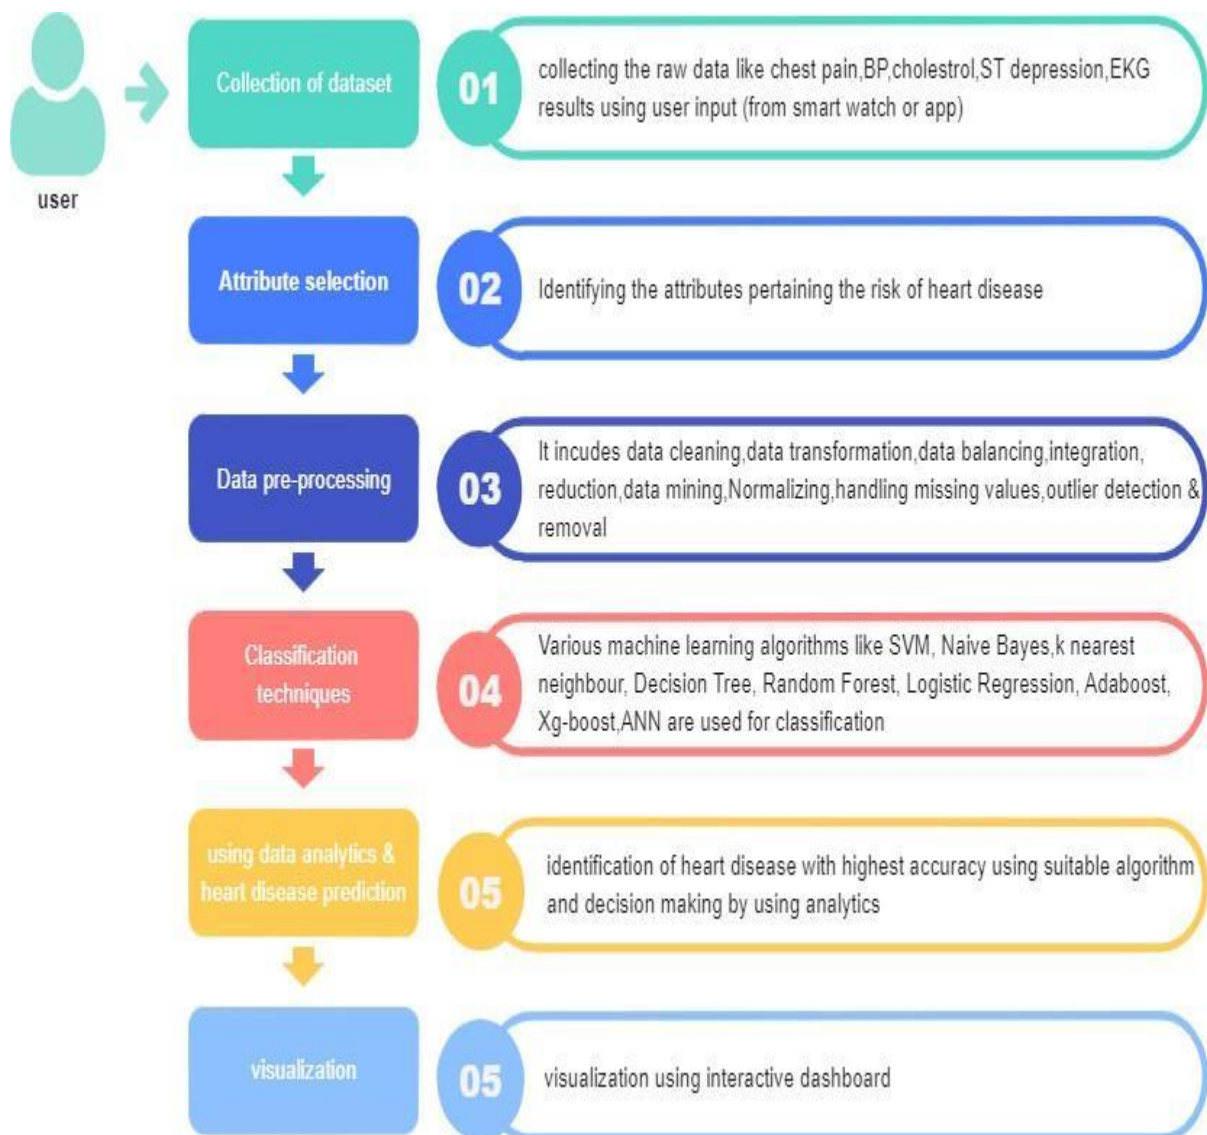 user
Collection of dataset
01
collecting the raw data like chest pain,BP,cholestrol,ST depression,EKG
results using user input (from smart watch or app)
Attribute selection
02
Identifying the attributes pertaining the risk of heart disease
Data pre-processing
03
It incudes data cleaning,data transformation,data balancing,integration,
reduction,data mining,Normalizing,handling missing values,outlier detection &
removal
Classification
techniques
04
Various machine learning algorithms like SVM, Naive Bayes,k nearest
neighbour, Decision Tree, Random Forest, Logistic Regression, Adaboost,
Xg-boost,ANN are used for classification
using data analytics &
heart disease prediction
05
identification of heart disease with highest accuracy using suitable algorithm
and decision making by using analytics
visualization
05
visualization using interactive dashboard